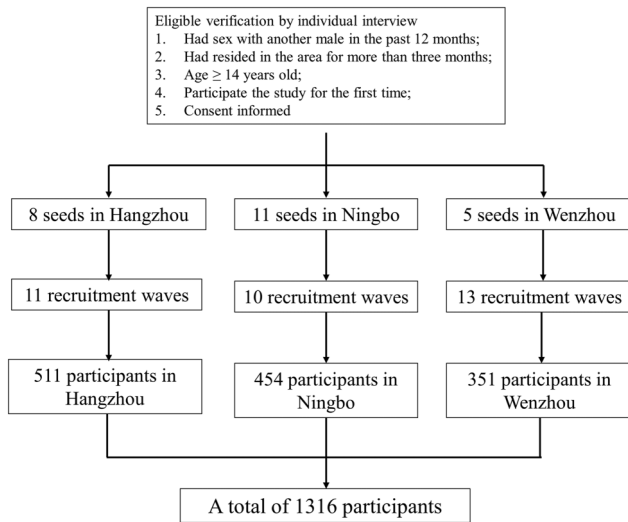 Eligible verification by individual interview
1. Had sex with another male in the past 12 months;
2. Had resided in the area for more than three months;
3. Age ≥ 14 years old;
4. Participate the study for the first time;
5. Consent informed
8 seeds in Hangzhou
11 seeds in Ningbo
5 seeds in Wenzhou
11 recruitment waves
10 recruitment waves
13 recruitment waves
511 participants in
Hangzhou
454 participants in
Ningbo
351 participants in
Wenzhou
A total of 1316 participants